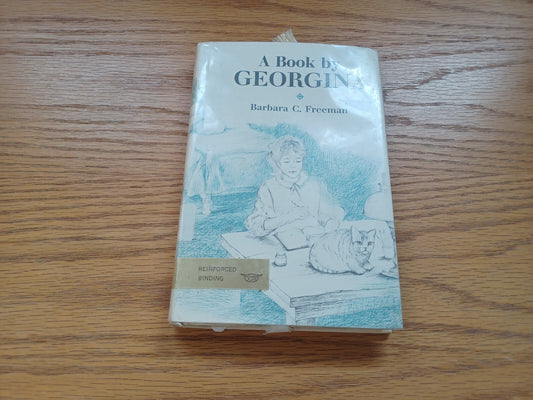 A Book by
GEORGINA
Barbara C. Freeman
REINFORCED
BINDING